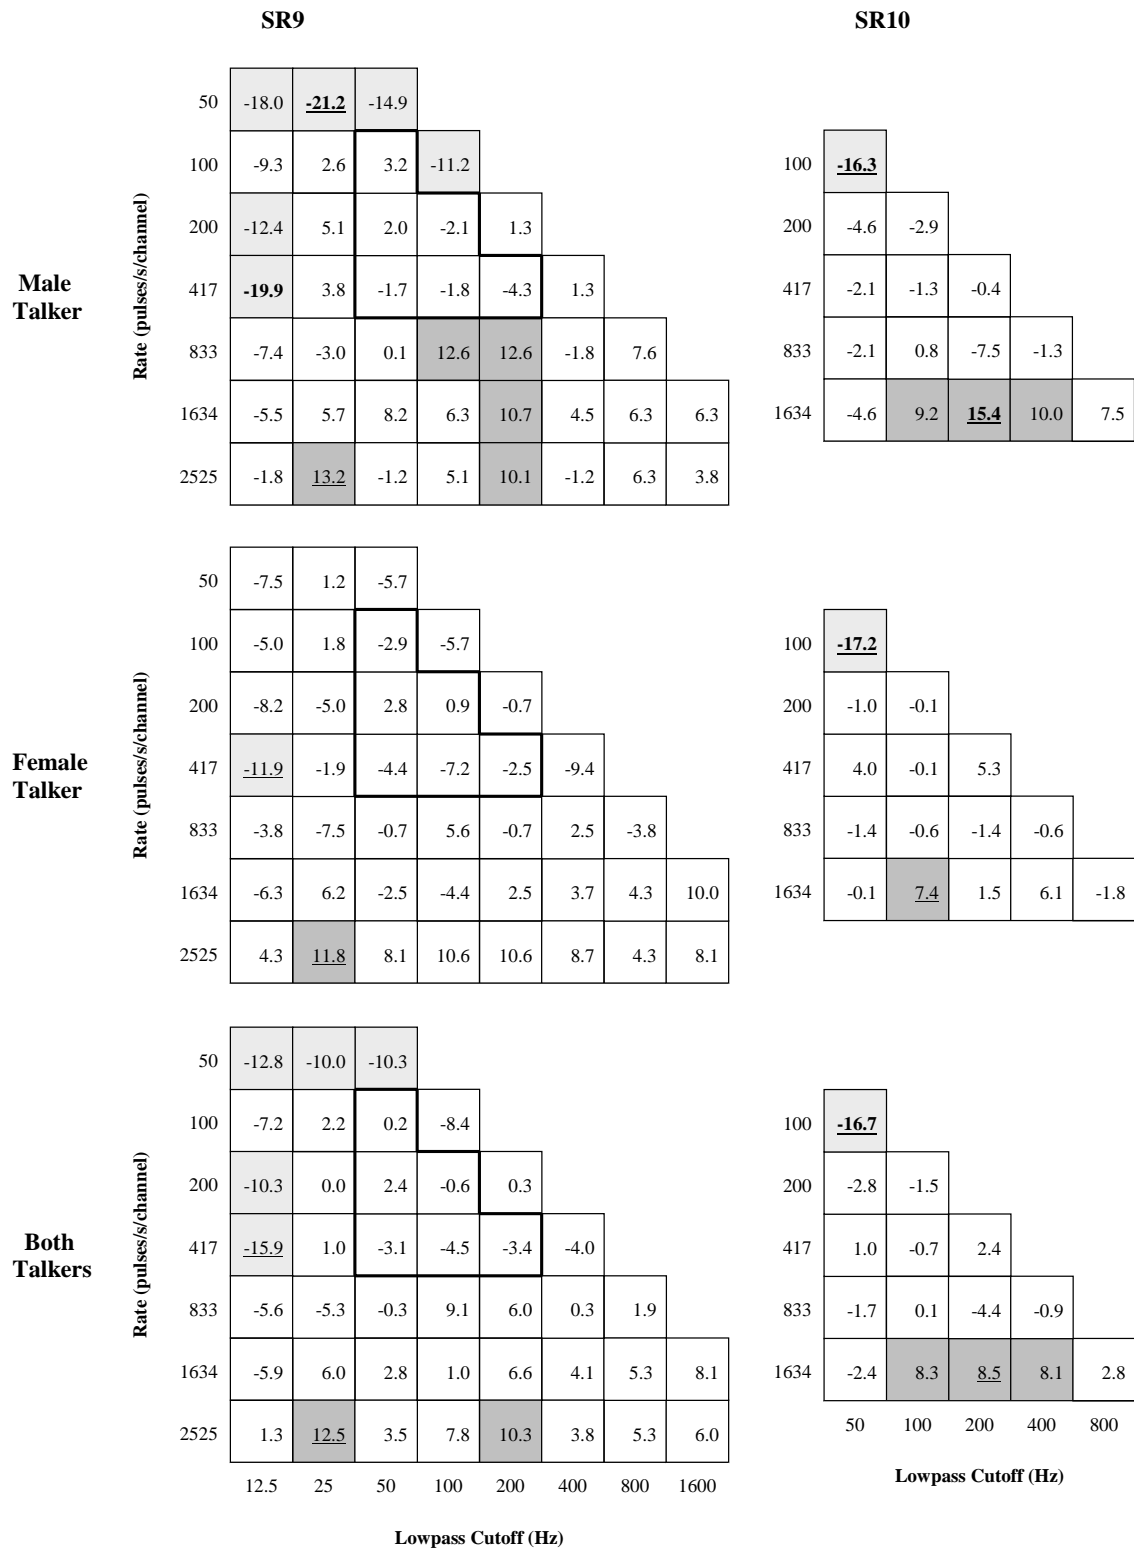 SR9 SR10
50 -18.0 -21.2 -14.9
100 -9.3 2.6 3.2 -11.2 100 -16.3
200 -12.4 5.1 2.0 -2.1 1.3 200 -4.6 -2.9
Male
Talker
Rate (pulses/s/channel)
417 -19.9 3.8 -1.7 -1.8 -4.3 1.3 417 -2.1 -1.3 -0.4
833 -7.4 -3.0 0.1 12.6 12.6 -1.8 7.6 833 -2.1 0.8 -7.5 -1.3
1634 -5.5 5.7 8.2 6.3 10.7 4.5 6.3 6.3 1634 -4.6 9.2 15.4 10.0 7.5
2525 -1.8 13.2 -1.2 5.1 10.1 -1.2 6.3 3.8
50 -7.5 1.2 -5.7
100 -5.0 1.8 -2.9 -5.7 100 -17.2
200 -8.2 -5.0 2.8 0.9 -0.7 200 -1.0 -0.1
Female
Talker
Rate (pulses/s/channel)
417 -11.9 -1.9 -4.4 -7.2 -2.5 -9.4 417 4.0 -0.1 5.3
833 -3.8 -7.5 -0.7 5.6 -0.7 2.5 -3.8 833 -1.4 -0.6 -1.4 -0.6
1634 -6.3 6.2 -2.5 -4.4 2.5 3.7 4.3 10.0 1634 -0.1 7.4 1.5 6.1 -1.8
2525 4.3 11.8 8.1 10.6 10.6 8.7 4.3 8.1
50 -12.8 -10.0 -10.3
100 -7.2 2.2 0.2 -8.4 100 -16.7
200 -10.3 0.0 2.4 -0.6 0.3 200 -2.8 -1.5
Both
Talkers
Rate (pulses/s/channel)
417 -15.9 1.0 -3.1 -4.5 -3.4 -4.0 417 1.0 -0.7 2.4
833 -5.6 -5.3 -0.3 9.1 6.0 0.3 1.9 833 -1.7 0.1 -4.4 -0.9
1634 -5.9 6.0 2.8 1.0 6.6 4.1 5.3 8.1 1634 -2.4 8.3 8.5 8.1 2.8
2525 1.3 12.5 3.5 7.8 10.3 3.8 5.3 6.0 50 100 200 400 800
12.5 25 50 100 200 400 800 1600 Lowpass Cutoff (Hz)
Lowpass Cutoff (Hz)